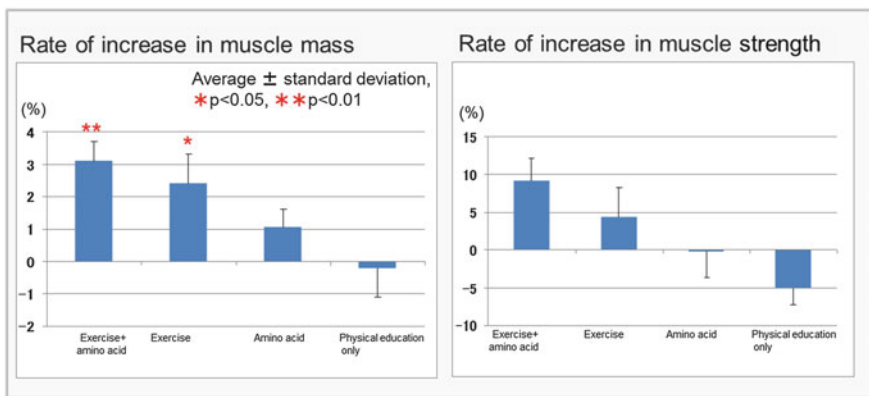 Rate of increase in muscle mass
Average ± standard deviation,
*p<0.05, **p<0.01
(%)
**
*
4
3
2
1
0
−1
−2
Exercise+
amino acid
Exercise
Amino acid
Physical education
only
Rate of increase in muscle strength
(%)
15
10
5
0
−5
−10
Exercise+
amino acid
Exercise
Amino acid
Physical education
only